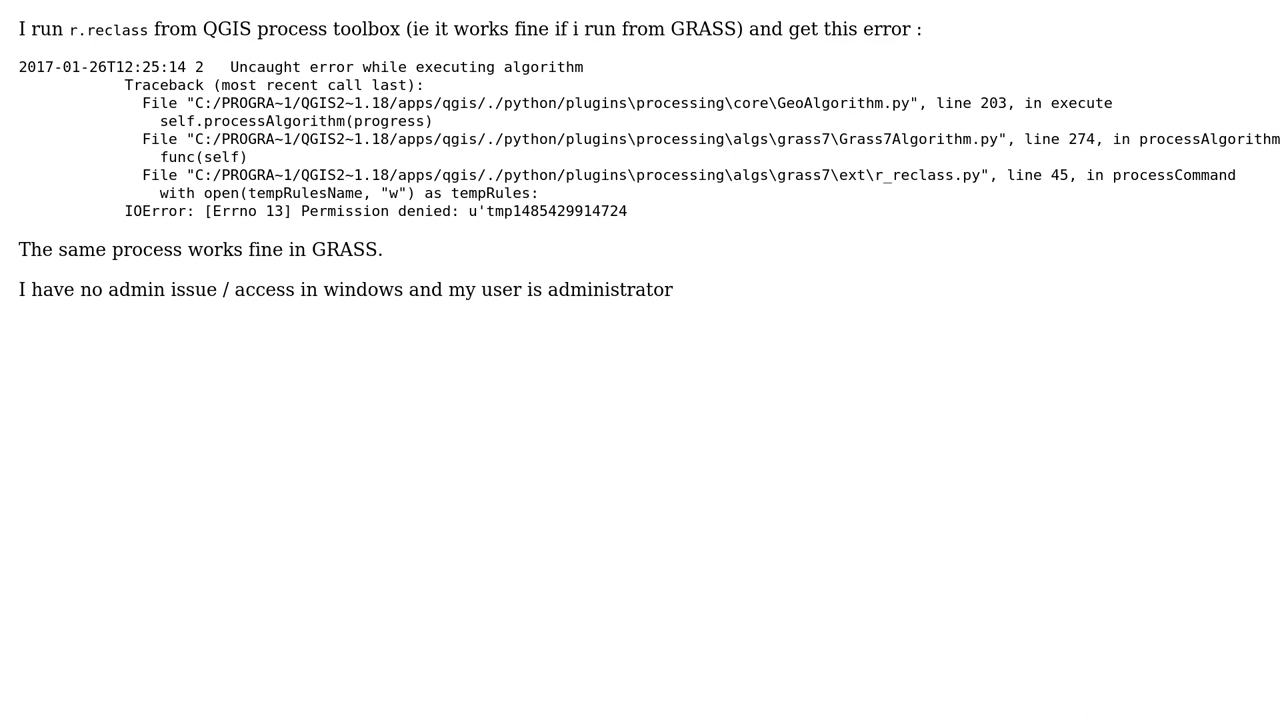 I run r.reclass from QGIS process toolbox (ie it works fine if i run from GRASS) and get this error :
2017-01-26T12:25:14 2   Uncaught error while executing algorithm
            Traceback (most recent call last):
              File "C:/PROGRA~1/QGIS2~1.18/apps/qgis/./python/plugins\processing\core\GeoAlgorithm.py", line 203, in execute
                self.processAlgorithm(progress)
              File "C:/PROGRA~1/QGIS2~1.18/apps/qgis/./python/plugins\processing\algs\grass7\Grass7Algorithm.py", line 274, in processAlgorithm
                func(self)
              File "C:/PROGRA~1/QGIS2~1.18/apps/qgis/./python/plugins\processing\algs\grass7\ext\r_reclass.py", line 45, in processCommand
                with open(tempRulesName, "w") as tempRules:
            IOError: [Errno 13] Permission denied: u'tmp1485429914724
The same process works fine in GRASS.
I have no admin issue / access in windows and my user is administrator